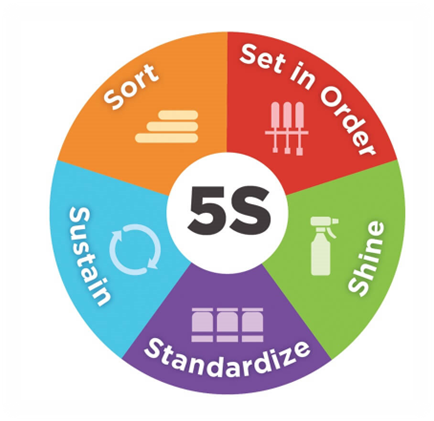 Sort
Set in Order
5S
Sustain
Shine
Standardize